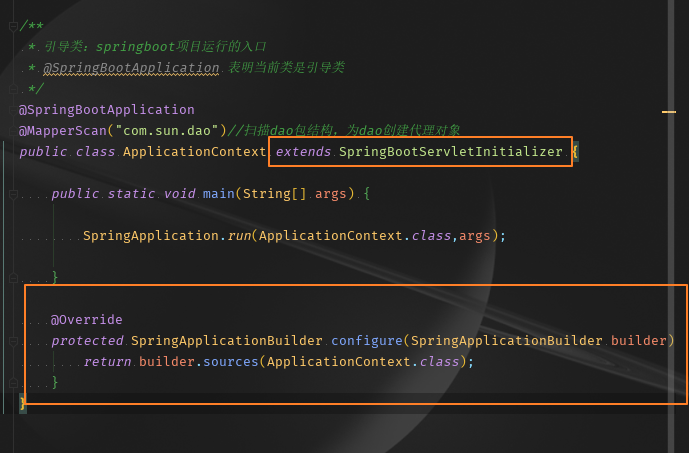 /**
 * 引导类: springboot项目运行的入口
 * @SpringBootApplication 表明当前类是引导类
 */
@SpringBootApplication
@MapperScan("com.sun.dao")//扫描dao包结构, 为dao创建代理对象
public class ApplicationContext extends SpringBootServletInitializer {
    public static void main(String[] args) {
        SpringApplication.run(ApplicationContext.class,args);
    }
    @Override
    protected SpringApplicationBuilder configure(SpringApplicationBuilder builder)
        return builder.sources(ApplicationContext.class);
    }
}